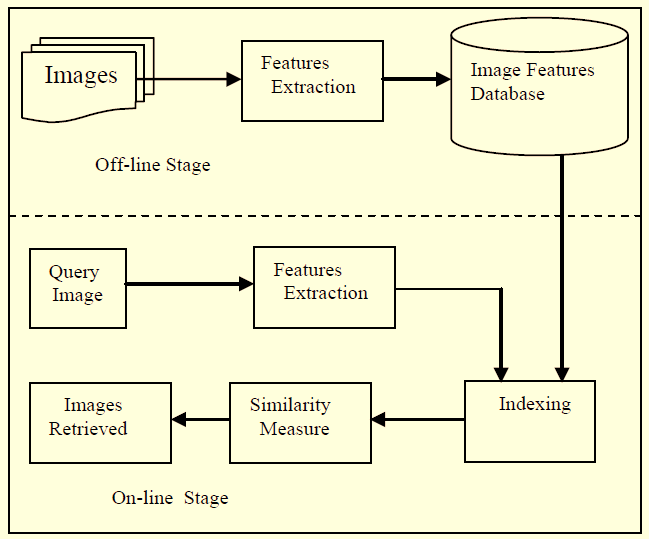 Images
Features
Extraction
Image Features
Database
Off-line Stage
Query
Image
Features
Extraction
Images
Retrieved
Similarity
Measure
Indexing
On-line Stage